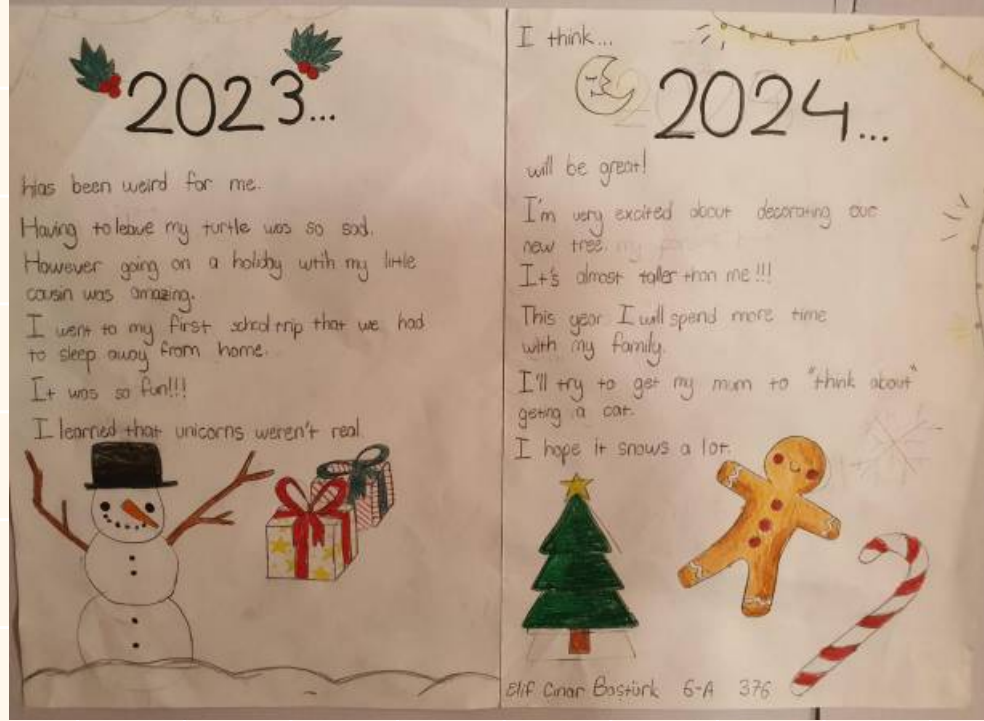 2023...
has been weird for me.
Having to leave my turtle was so sad.
However going on a holiday wtih my little
cousin was amazing.
I went to my first school trip that we had
to sleep away from home.
It was so fun!!!
I learned that unicorns weren't real.
I think...
2024...
will be great!
I'm very excited about decorating our
new tree.
It's almost taller than me!!!
This year I will spend more time
with my family.
I'll try to get my mum to "think about"
geting a cat.
I hope it snows a lot.
Elif Çınar Baştürk 6-A 376